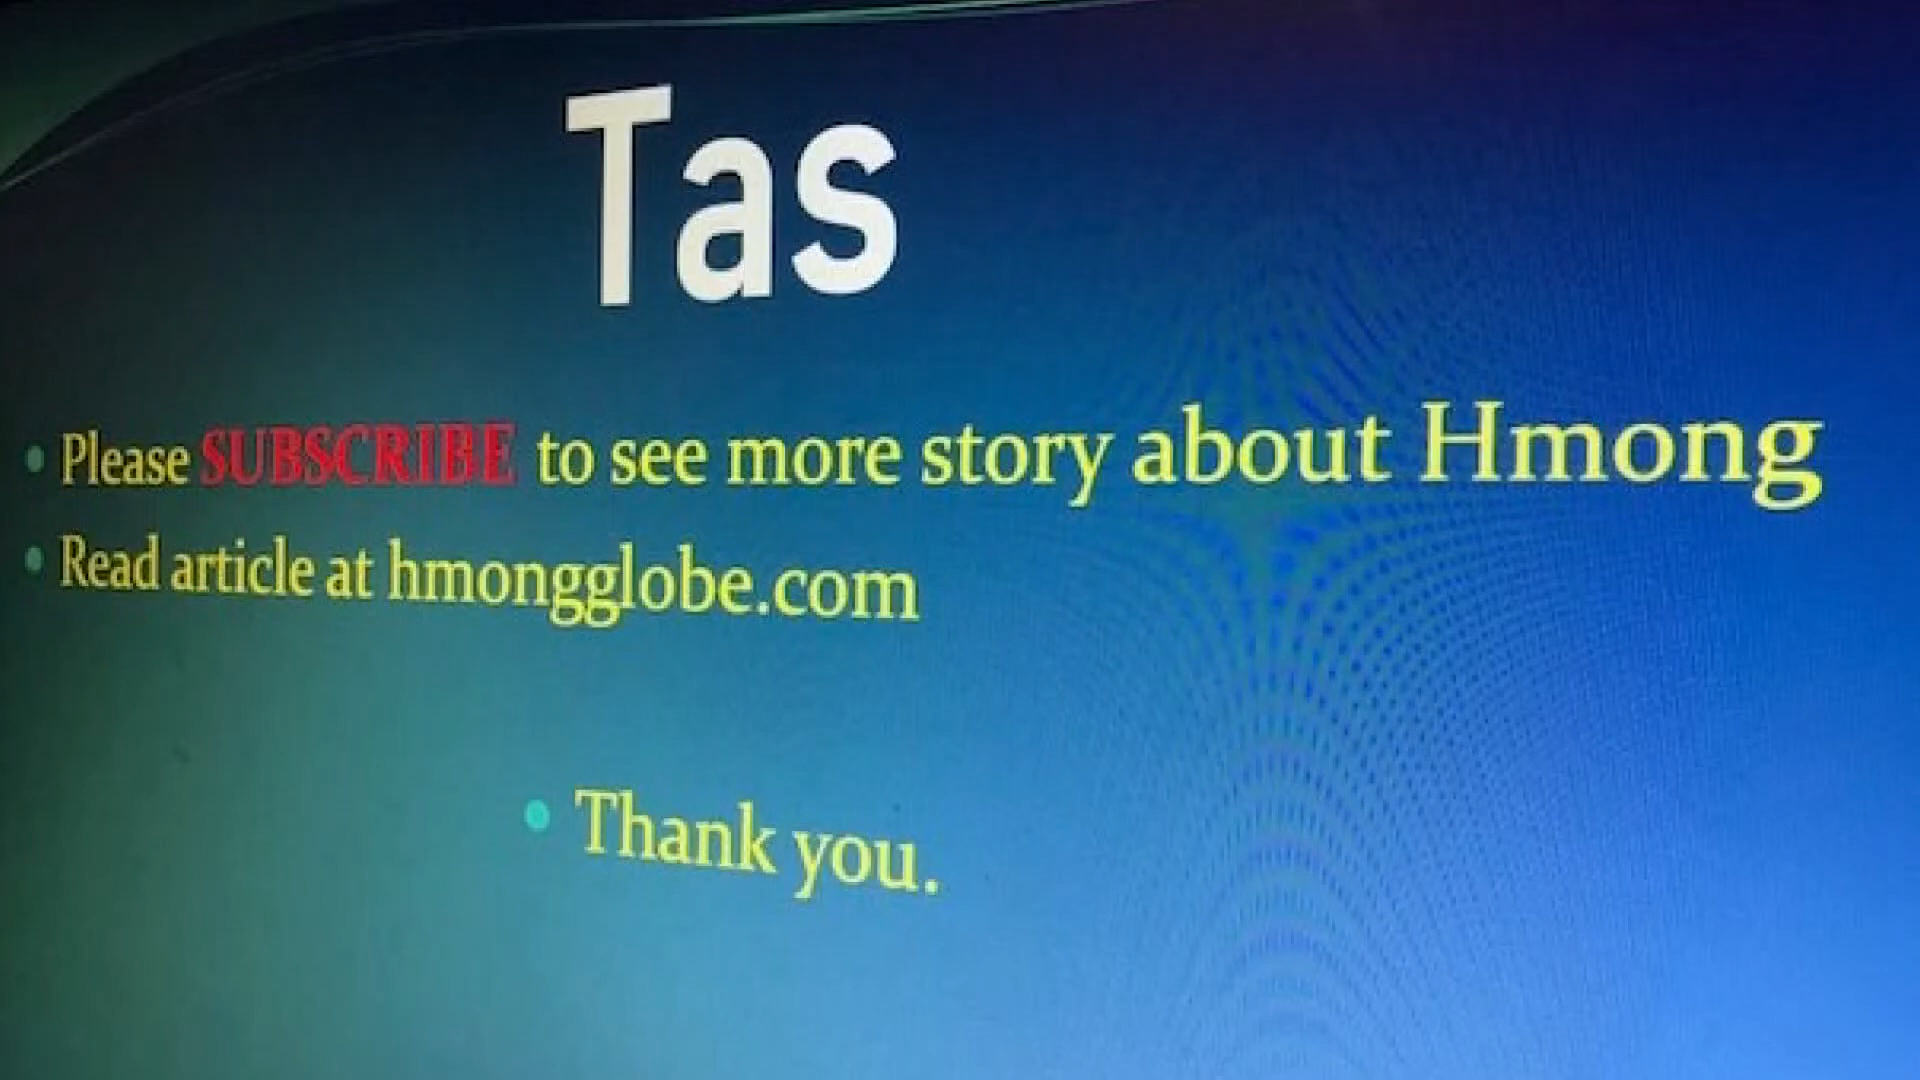 Tas
• Please SUBSCRIBE to see more story about Hmong
• Read article at hmongglobe.com
• Thank you.